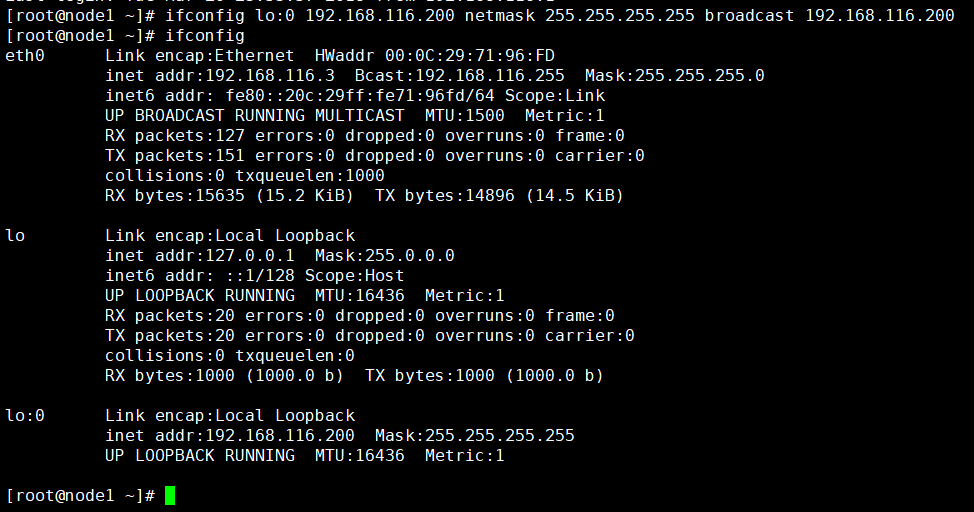 [root@node1 ~]# ifconfig lo:0 192.168.116.200 netmask 255.255.255.255 broadcast 192.168.116.200
[root@node1 ~]# ifconfig
eth0      Link encap:Ethernet  HWaddr 00:0C:29:71:96:FD
          inet addr:192.168.116.3  Bcast:192.168.116.255  Mask:255.255.255.0
          inet6 addr: fe80::20c:29ff:fe71:96fd/64 Scope:Link
          UP BROADCAST RUNNING MULTICAST  MTU:1500  Metric:1
          RX packets:127 errors:0 dropped:0 overruns:0 frame:0
          TX packets:151 errors:0 dropped:0 overruns:0 carrier:0
          collisions:0 txqueuelen:1000
          RX bytes:15635 (15.2 KiB)  TX bytes:14896 (14.5 KiB)

lo        Link encap:Local Loopback
          inet addr:127.0.0.1  Mask:255.0.0.0
          inet6 addr: ::1/128 Scope:Host
          UP LOOPBACK RUNNING  MTU:16436  Metric:1
          RX packets:20 errors:0 dropped:0 overruns:0 frame:0
          TX packets:20 errors:0 dropped:0 overruns:0 carrier:0
          collisions:0 txqueuelen:0
          RX bytes:1000 (1000.0 b)  TX bytes:1000 (1000.0 b)

lo:0      Link encap:Local Loopback
          inet addr:192.168.116.200  Mask:255.255.255.255
          UP LOOPBACK RUNNING  MTU:16436  Metric:1

[root@node1 ~]#